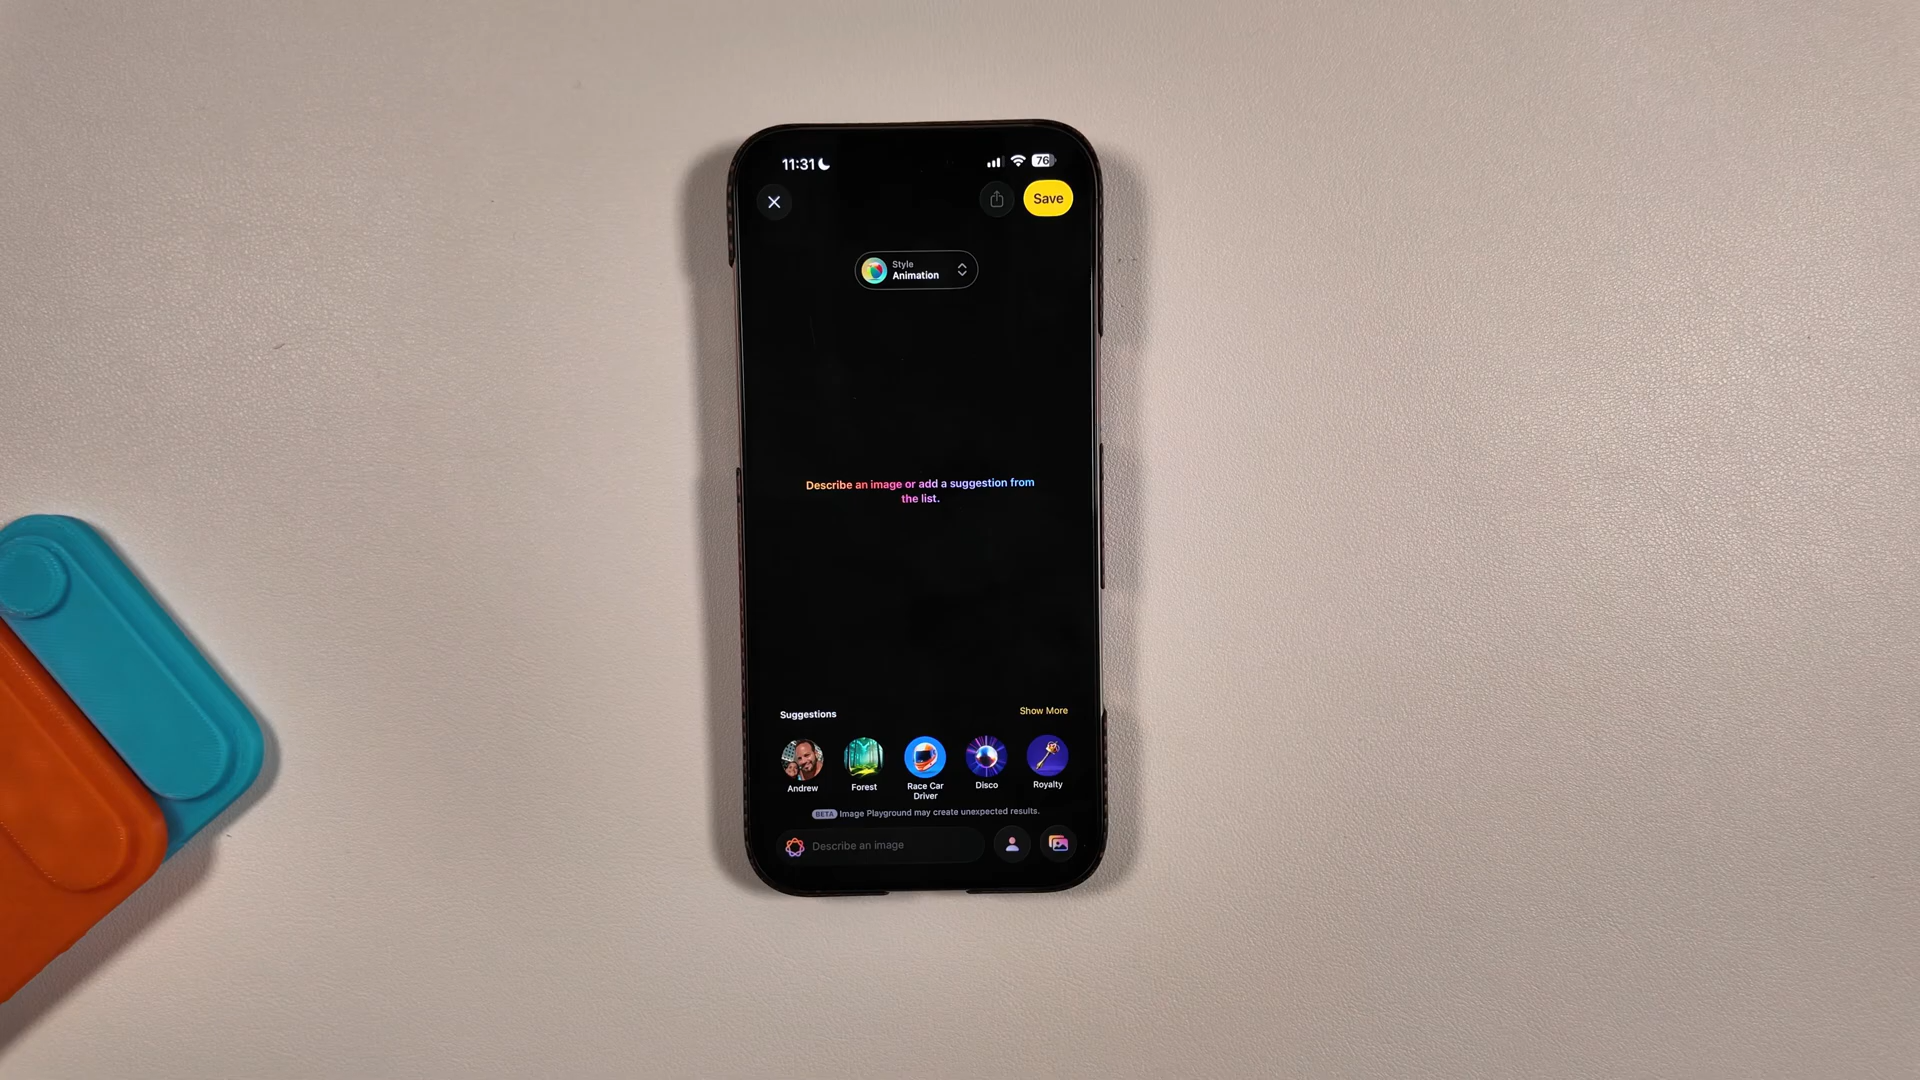 11:31
76
Save
Style
Animation
Describe an image or add a suggestion from
the list.
Suggestions
Show More
Andrew
Forest
Race Car
Driver
Disco
Royalty
BETA Image Playground may create unexpected results.
Describe an image